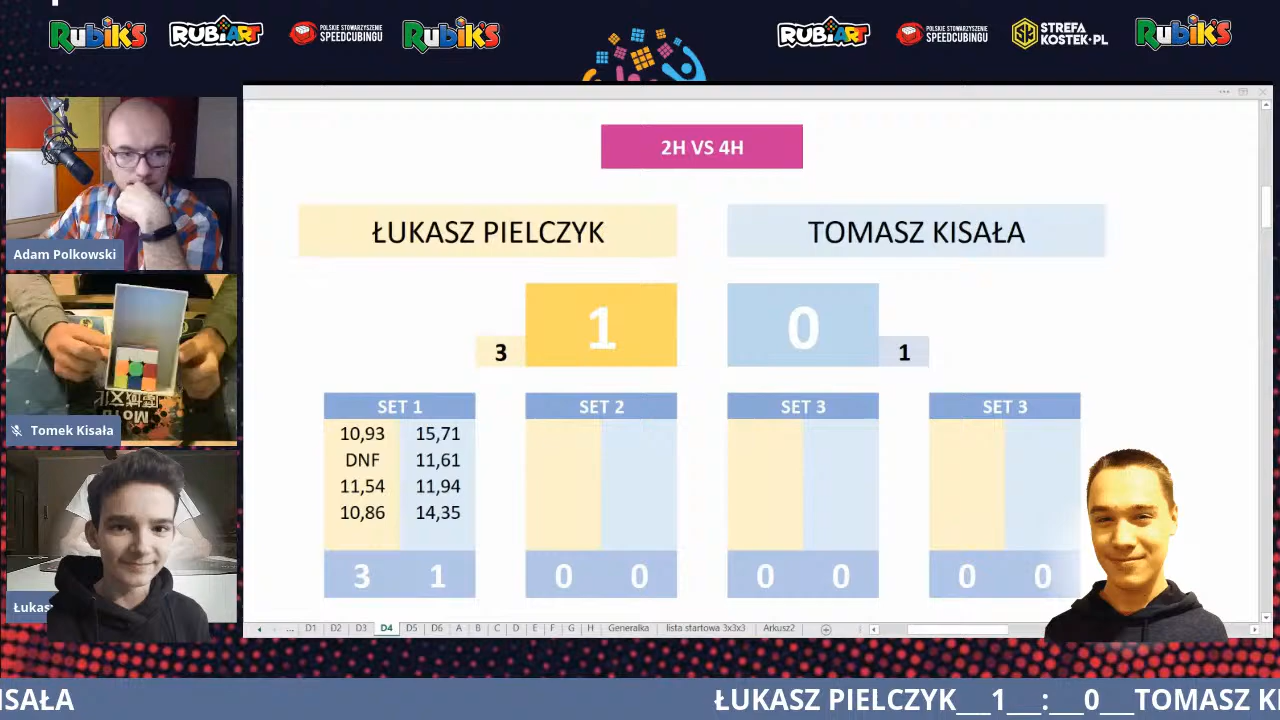 RUBIK'S
RUBIART
POLSKIE STOWARZYSZENIE
SPEEDCUBINGU
RUBIK'S
RUBIART
POLSKIE STOWARZYSZENIE
SPEEDCUBINGU
STREFA
KOSTEK.PL
RUBIK'S
2H VS 4H
ŁUKASZ PIELCZYK
TOMASZ KISAŁA
3 1
0 1
SET 1
10,93 15,71
DNF 11,61
11,54 11,94
10,86 14,35
3 1
SET 2
0 0
SET 3
0 0
SET 3
0 0
Adam Polkowski
MoYu
Tomek Kisała
Łukas
... D1 D2 D3 D4 D5 D6 A B C D E F G H Generalka lista startowa 3x3x3 Arkusz2
ISAŁA ŁUKASZ PIELCZYK__1__:__0__TOMASZ KI